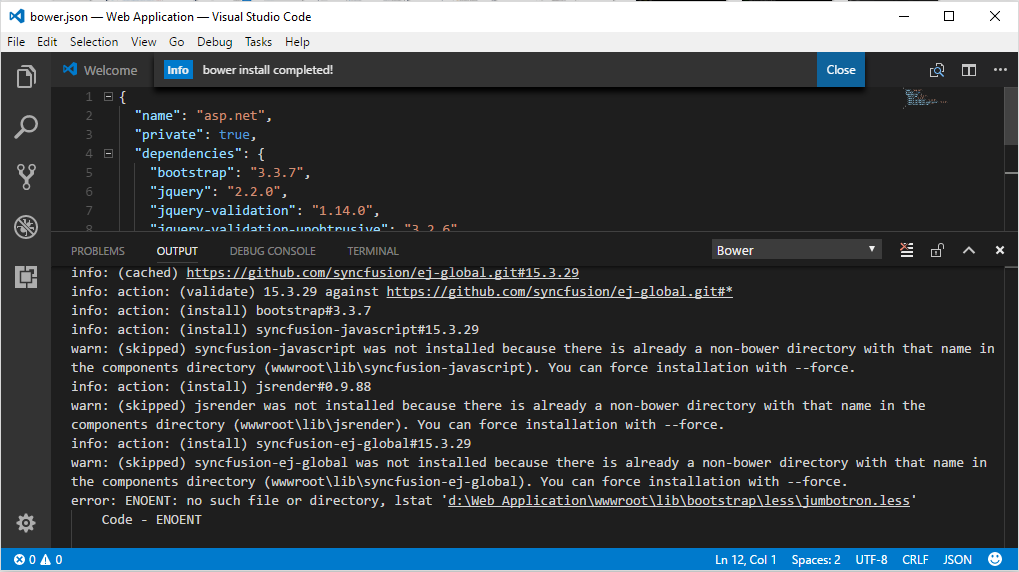 bower.json — Web Application — Visual Studio Code
File Edit Selection View Go Debug Tasks Help
Welcome Info bower install completed! Close
1 {
2 "name": "asp.net",
3 "private": true,
4 "dependencies": {
5 "bootstrap": "3.3.7",
6 "jquery": "2.2.0",
7 "jquery-validation": "1.14.0",
8 "jquery-validation-unobtrusive": "3.2.6"
PROBLEMS OUTPUT DEBUG CONSOLE TERMINAL Bower
info: (cached) https://github.com/syncfusion/ej-global.git#15.3.29
info: action: (validate) 15.3.29 against https://github.com/syncfusion/ej-global.git#*
info: action: (install) bootstrap#3.3.7
info: action: (install) syncfusion-javascript#15.3.29
warn: (skipped) syncfusion-javascript was not installed because there is already a non-bower directory with that name in
the components directory (wwwroot\lib\syncfusion-javascript). You can force installation with --force.
info: action: (install) jsrender#0.9.88
warn: (skipped) jsrender was not installed because there is already a non-bower directory with that name in the
components directory (wwwroot\lib\jsrender). You can force installation with --force.
info: action: (install) syncfusion-ej-global#15.3.29
warn: (skipped) syncfusion-ej-global was not installed because there is already a non-bower directory with that name in
the components directory (wwwroot\lib\syncfusion-ej-global). You can force installation with --force.
error: ENOENT: no such file or directory, lstat 'd:\Web Application\wwwroot\lib\bootstrap\less\jumbotron.less'
Code - ENOENT
0 0 Ln 12, Col 1 Spaces: 2 UTF-8 CRLF JSON